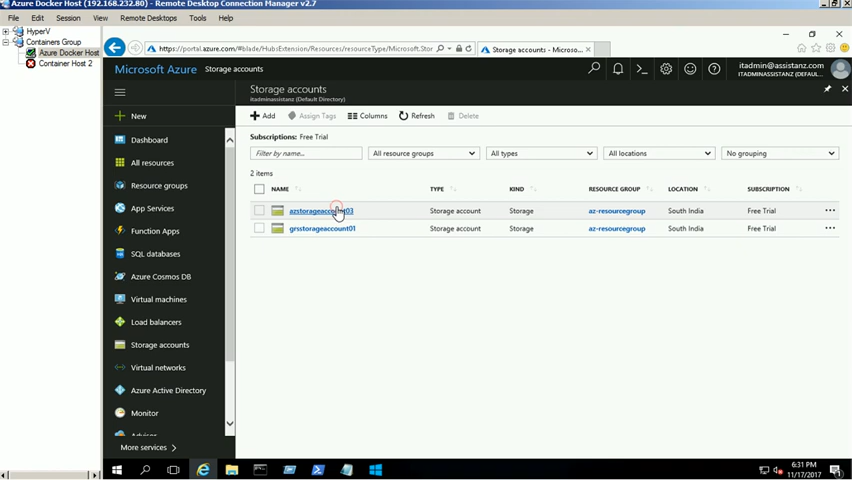 Azure Docker Host (192.168.232.80) - Remote Desktop Connection Manager v2.7
File Edit Session View Remote Desktops Tools Help
HyperV
Containers Group
Azure Docker Host
Container Host 2
https://portal.azure.com/#blade/HubsExtension/Resources/resourceType/Microsoft.Stor
Storage accounts - Microso...
Microsoft Azure Storage accounts
itadmin@assistanz.com
ITADMINASSISTANZ (DEFAUL...
Storage accounts
itadminassistanz (Default Directory)
Add Assign Tags Columns Refresh Delete
Subscriptions: Free Trial
Filter by name... All resource groups All types All locations No grouping
2 items
NAME TYPE KIND RESOURCE GROUP LOCATION SUBSCRIPTION
Storage account Storage az-resourcegroup South India Free Trial ...
grsstorageaccount01 Storage account Storage az-resourcegroup South India Free Trial ...
New
Dashboard
All resources
Resource groups
App Services
Function Apps
SQL databases
Azure Cosmos DB
Virtual machines
Load balancers
Storage accounts
Virtual networks
Azure Active Directory
Monitor
Advisor
More services
6:31 PM
11/17/2017